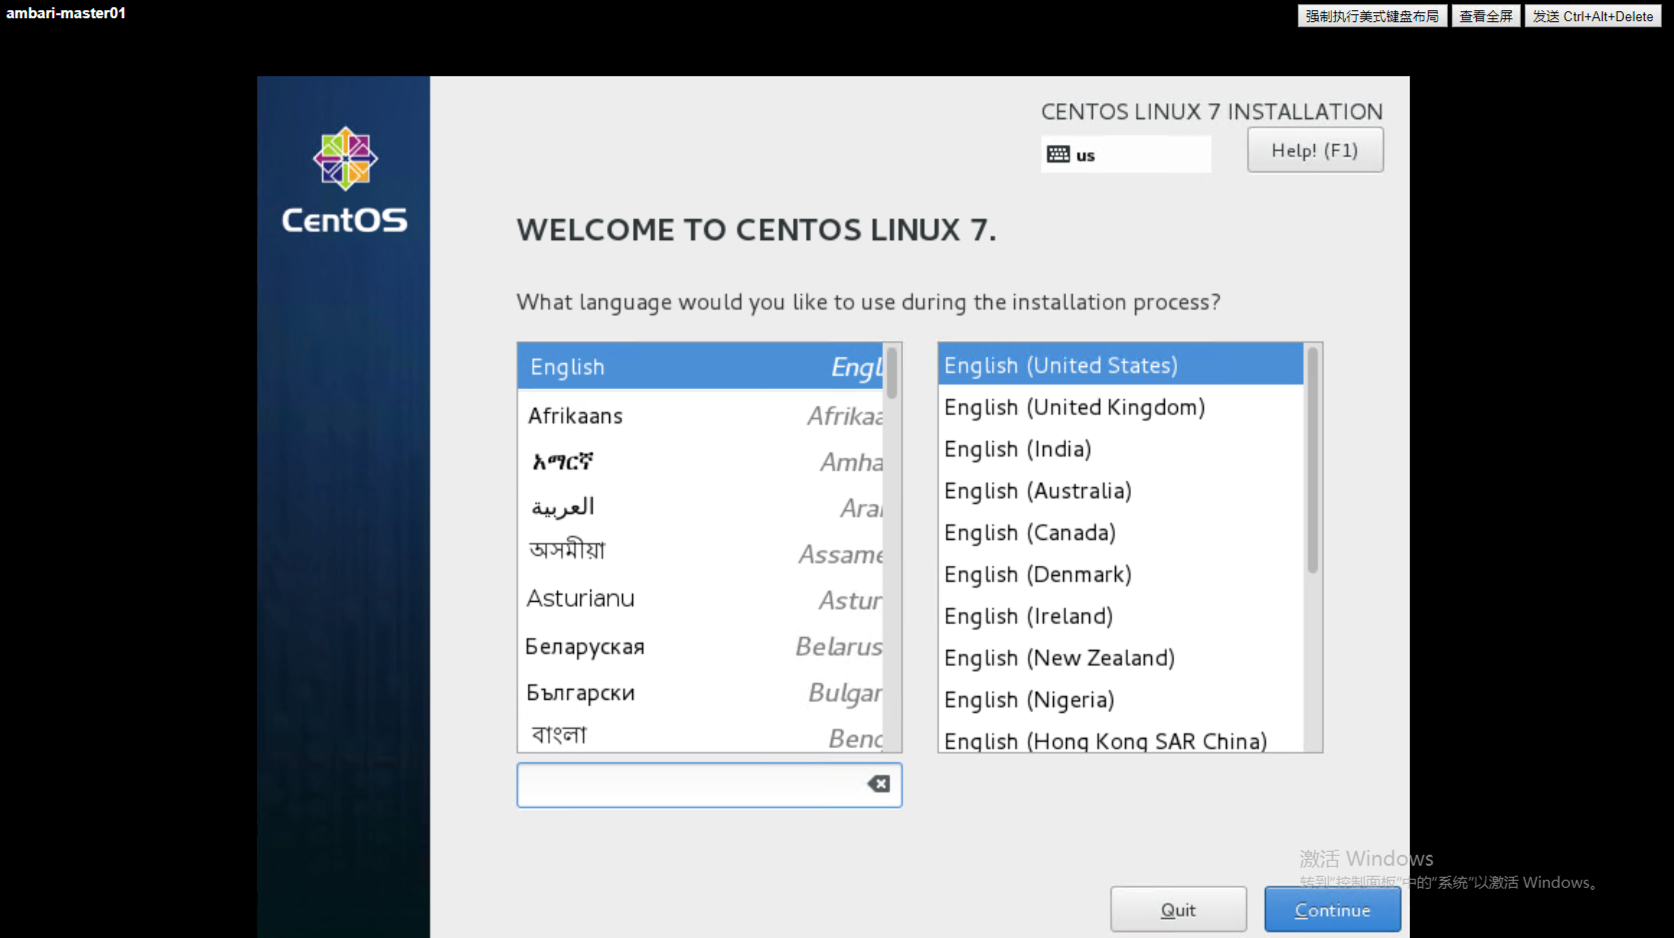 ambari-master01
强制执行美式键盘布局 查看全屏 发送 Ctrl+Alt+Delete
CentOS
CENTOS LINUX 7 INSTALLATION
us
Help! (F1)
WELCOME TO CENTOS LINUX 7.
What language would you like to use during the installation process?
English Engl
Afrikaans Afrikaa
አማርኛ Amha
العربية Ara
অসমীয়া Assame
Asturianu Astur
Беларуская Belarus
Български Bulgar
বাংলা Beng
English (United States)
English (United Kingdom)
English (India)
English (Australia)
English (Canada)
English (Denmark)
English (Ireland)
English (New Zealand)
English (Nigeria)
English (Hong Kong SAR China)
激活 Windows
转到"控制面板"中的"系统"以激活 Windows。
Quit
Continue